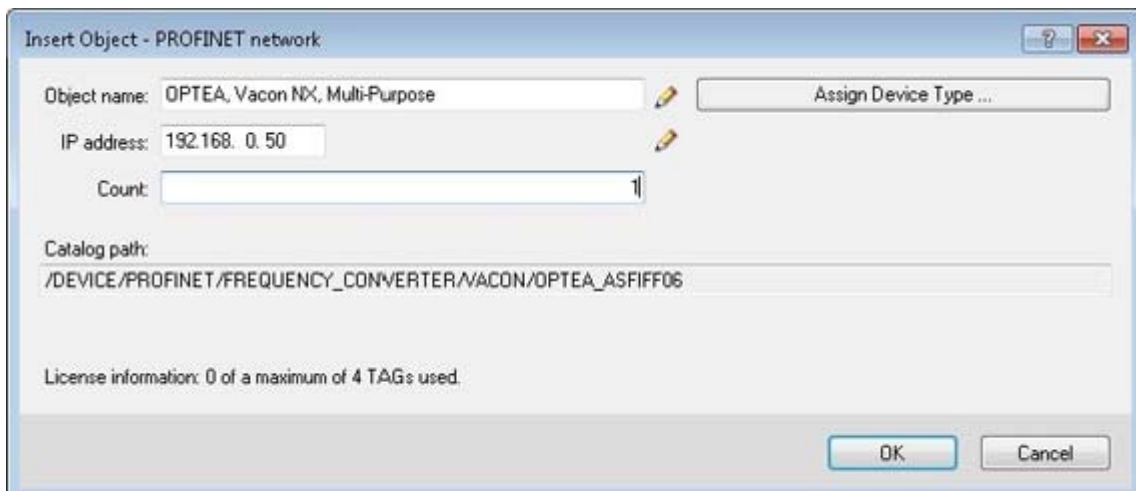 Insert Object - PROFINET network
Object name: OPTEA, Vacon NX, Multi-Purpose Assign Device Type ...
IP address: 192.168. 0. 50
Count: 1
Catalog path:
/DEVICE/PROFINET/FREQUENCY_CONVERTER/VACON/OPTEA_ASFIFF06
License information: 0 of a maximum of 4 TAGs used.
OK Cancel